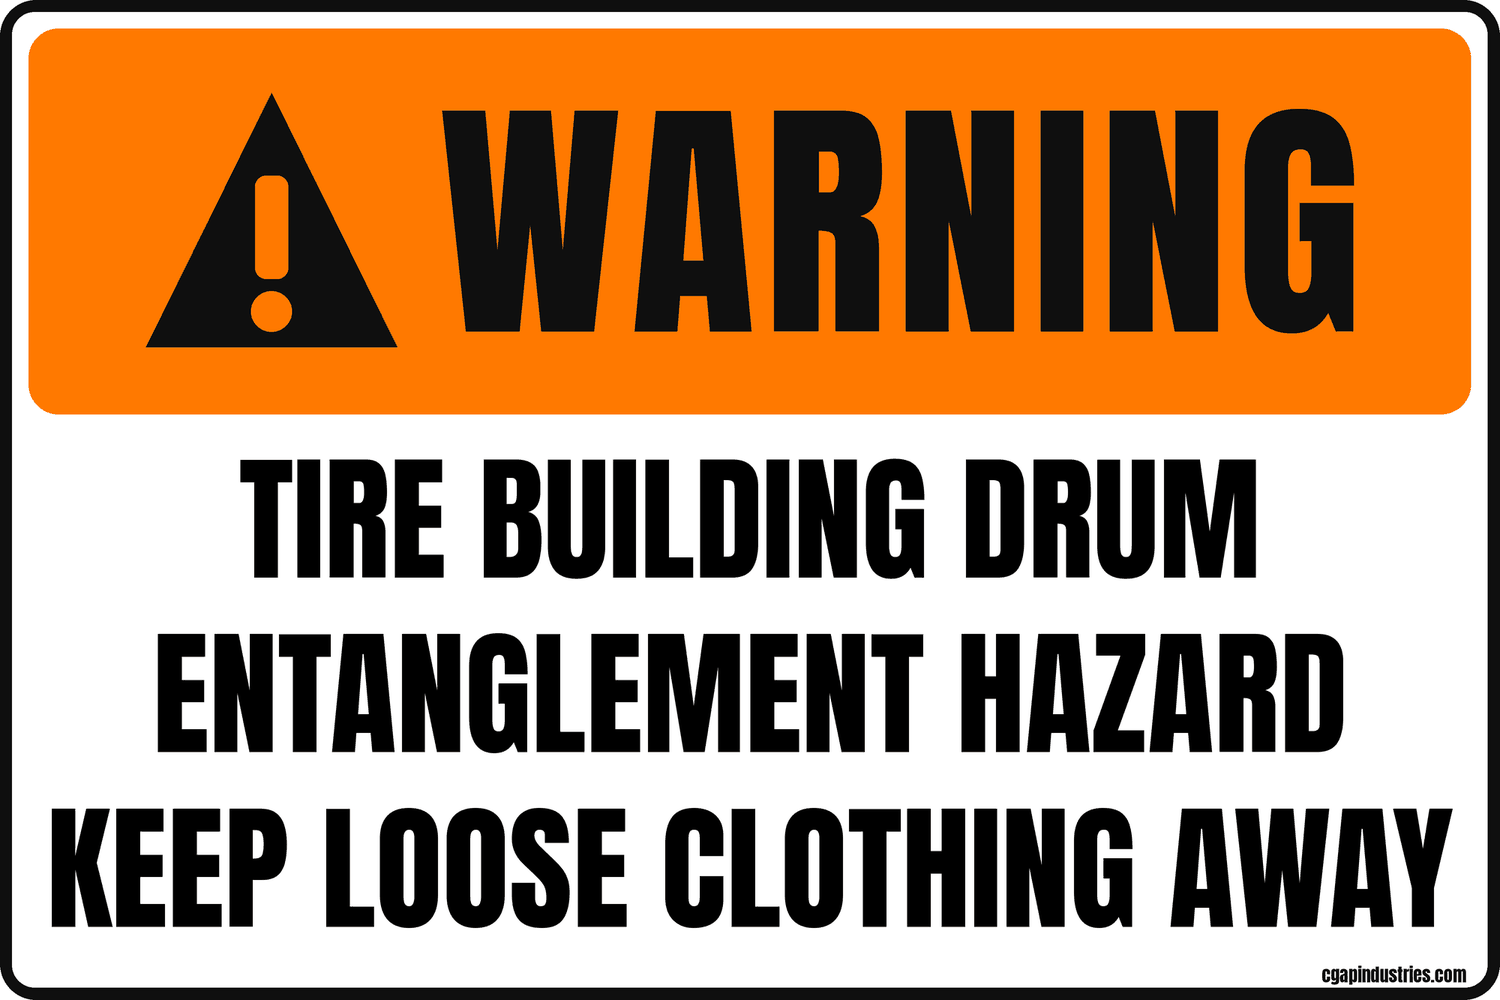 WARNING
TIRE BUILDING DRUM
ENTANGLEMENT HAZARD
KEEP LOOSE CLOTHING AWAY
cgapindustries.com